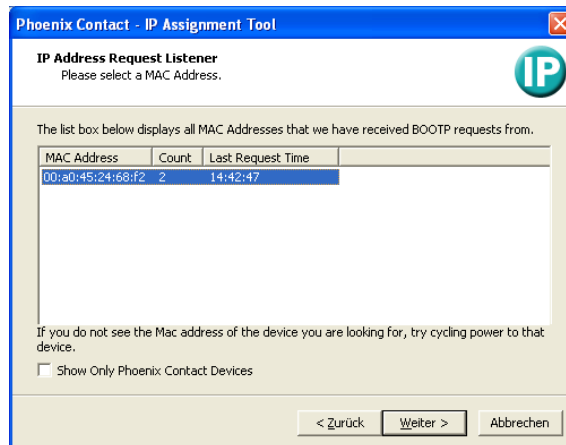 Phoenix Contact - IP Assignment Tool
IP Address Request Listener
Please select a MAC Address.
IP
The list box below displays all MAC Addresses that we have received BOOTP requests from.
MAC Address Count Last Request Time
00:a0:45:24:68:f2 2 14:42:47
If you do not see the Mac address of the device you are looking for, try cycling power to that
device.
Show Only Phoenix Contact Devices
< Zurück Weiter > Abbrechen